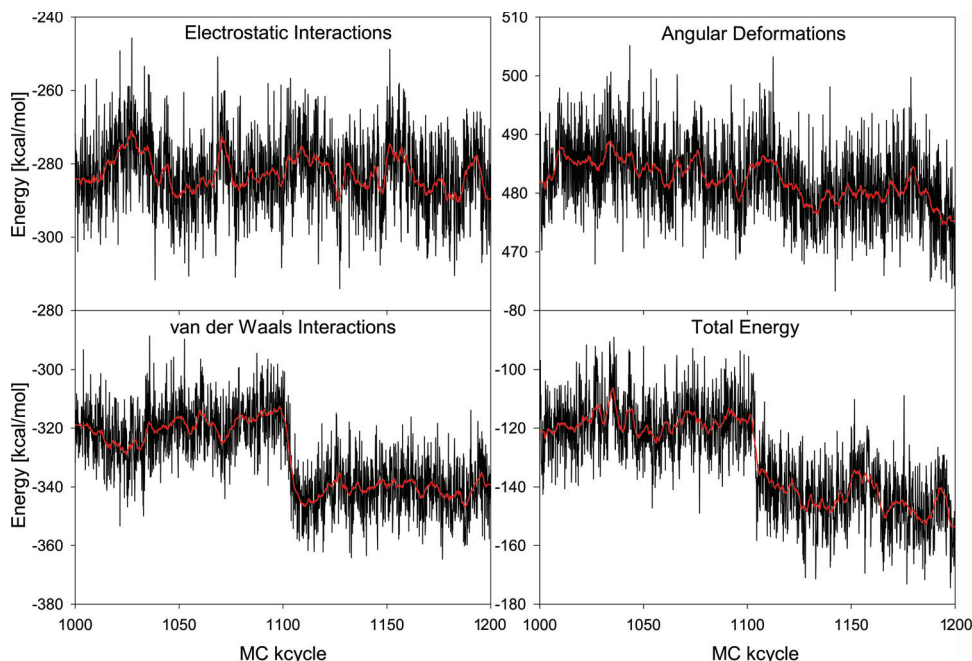 -240
Electrostatic Interactions
-260
-280
-300
-280
Energy [kcal/mol]
510
Angular Deformations
500
490
480
470
-80
van der Waals Interactions
-300
-320
-340
-360
-380
Energy [kcal/mol]
1000 1050 1100 1150 1200
MC kcycle
Total Energy
-100
-120
-140
-160
-180
1000 1050 1100 1150 1200
MC kcycle